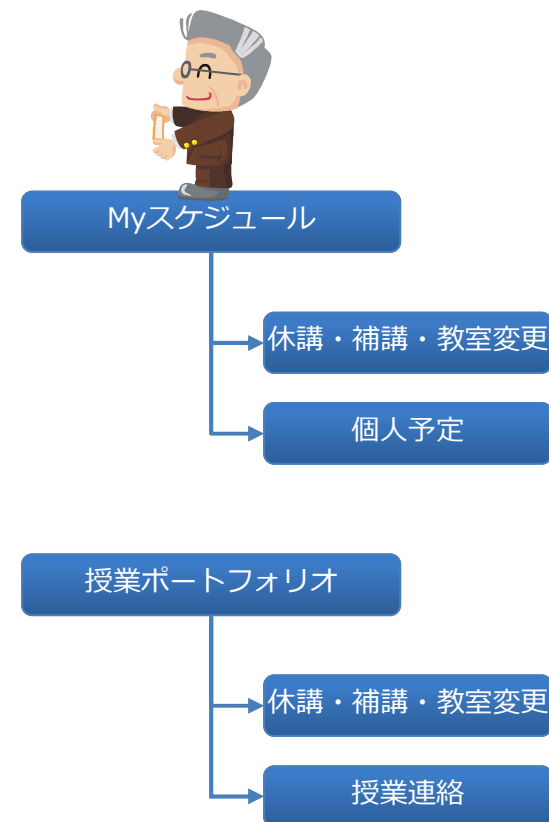 Myスケジュール
休講・補講・教室変更
個人予定
授業ポートフォリオ
休講・補講・教室変更
授業連絡